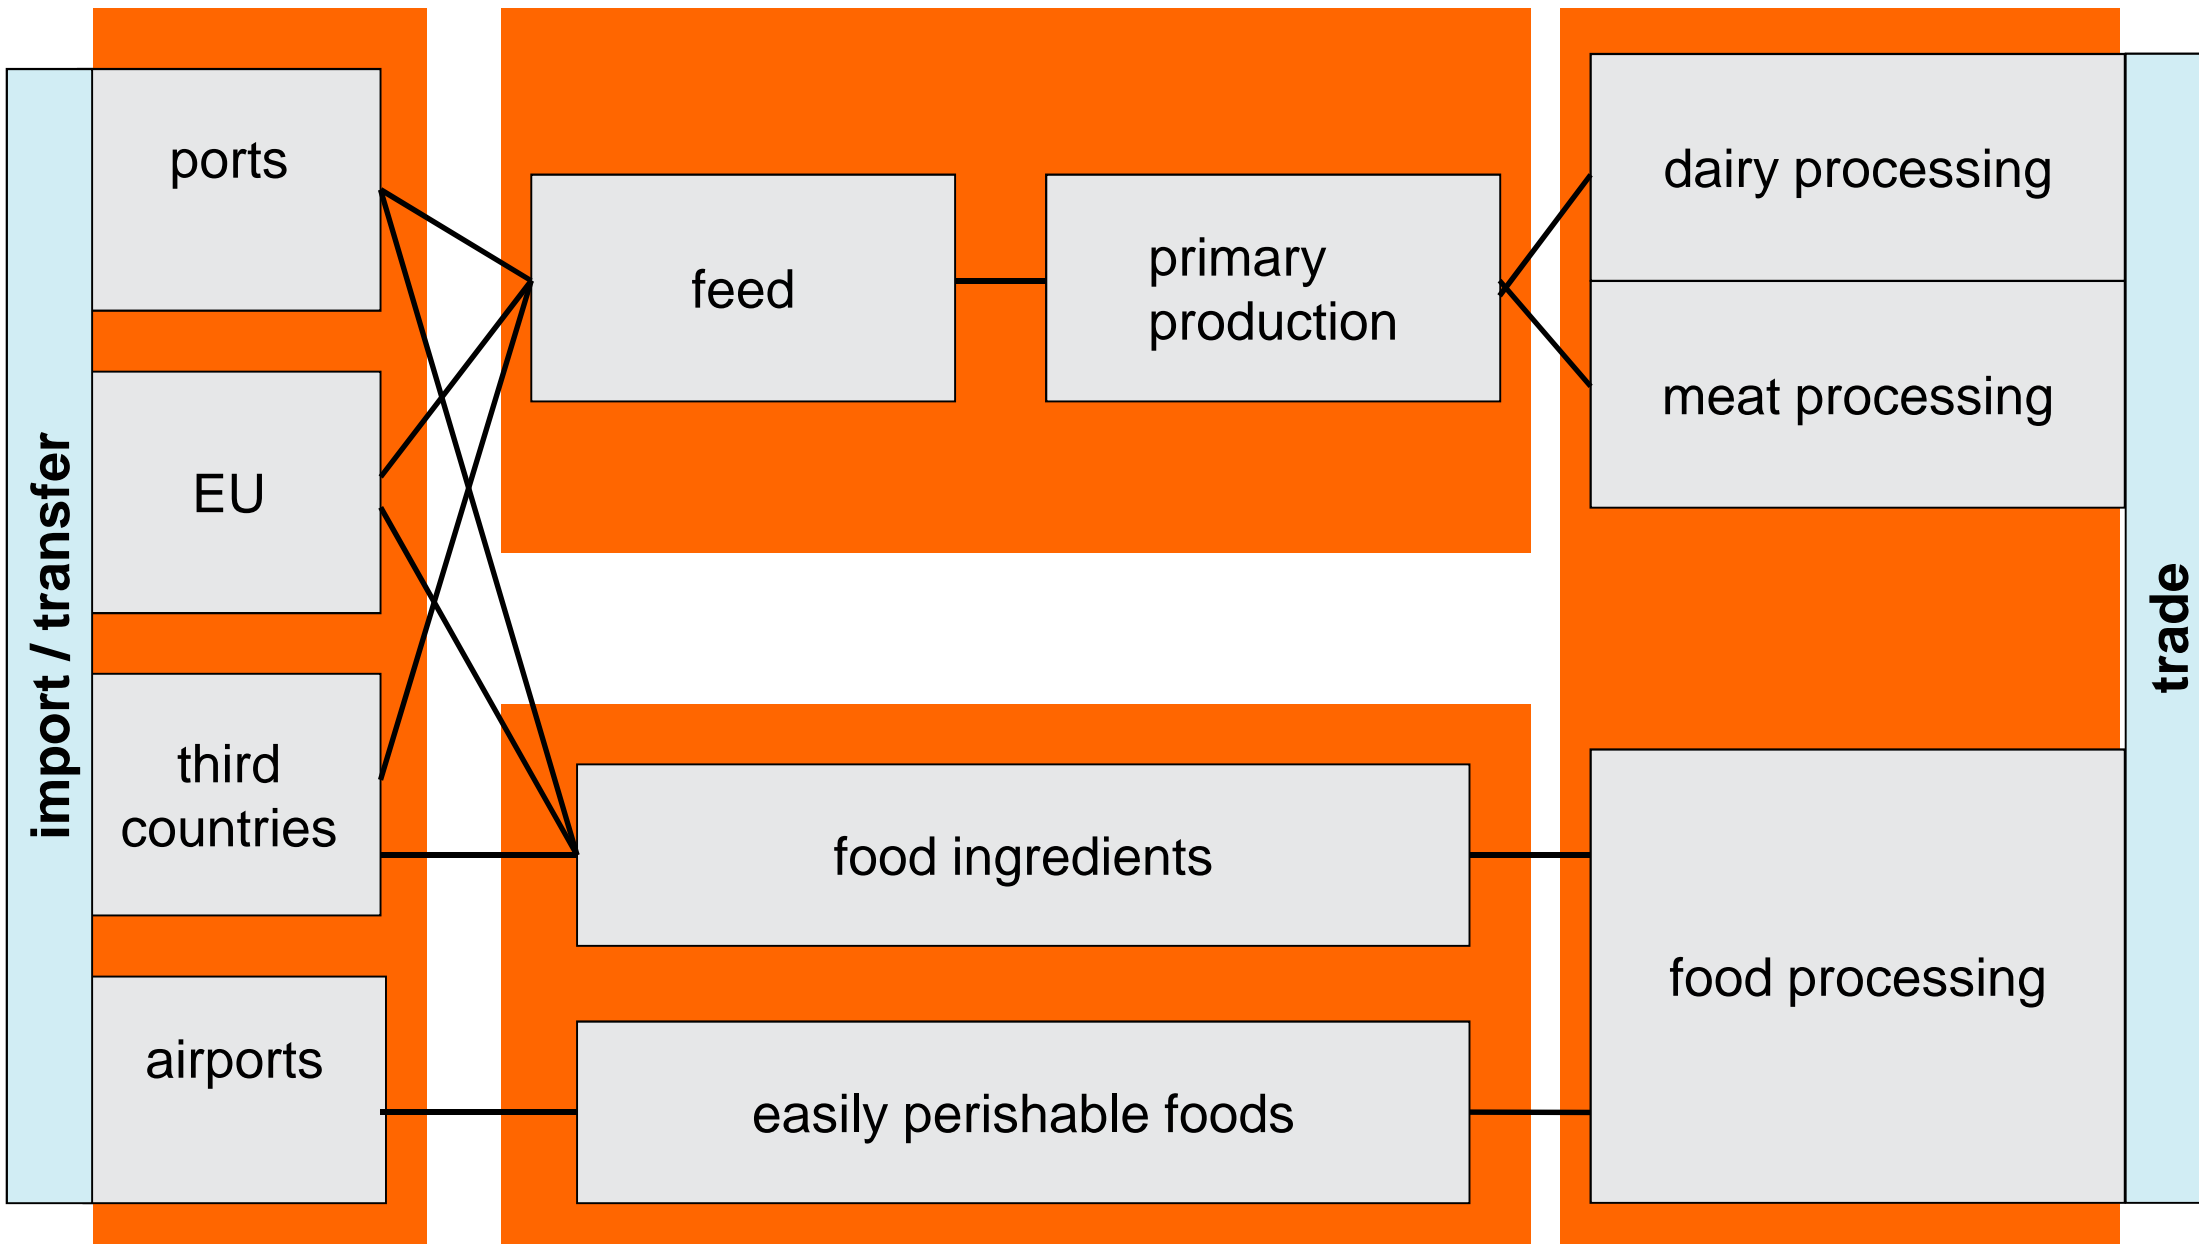 import / transfer
ports
EU
third
countries
airports
feed
primary
production
food ingredients
easily perishable foods
dairy processing
meat processing
food processing
trade